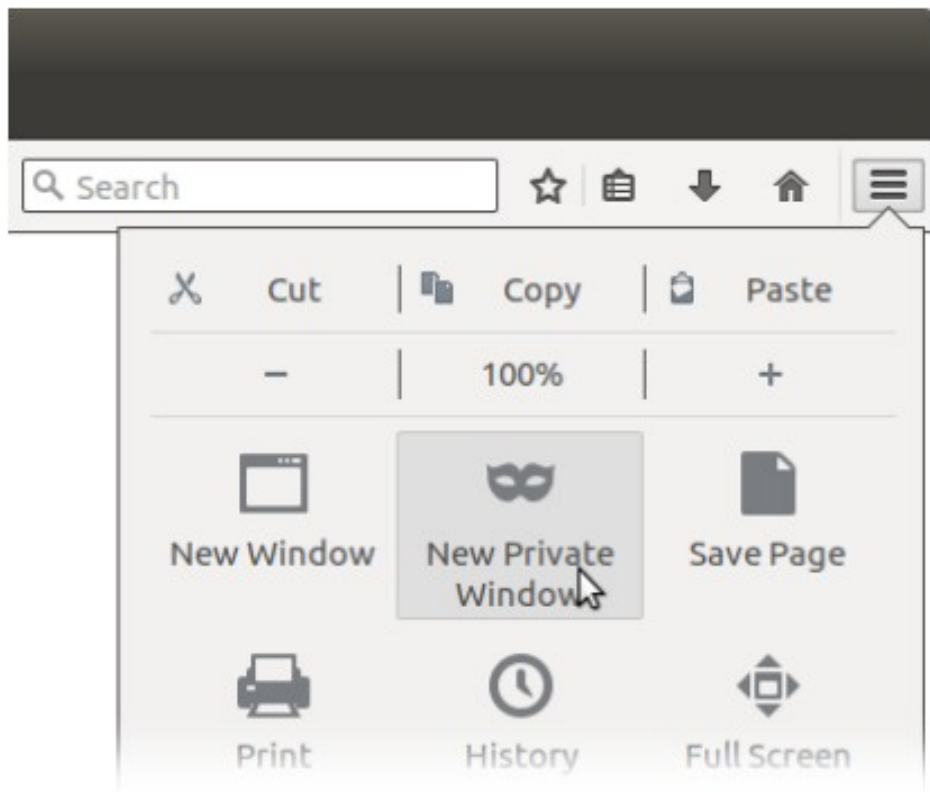 Search
Cut Copy Paste
− 100% +
New Window New Private Window Save Page
Print History Full Screen